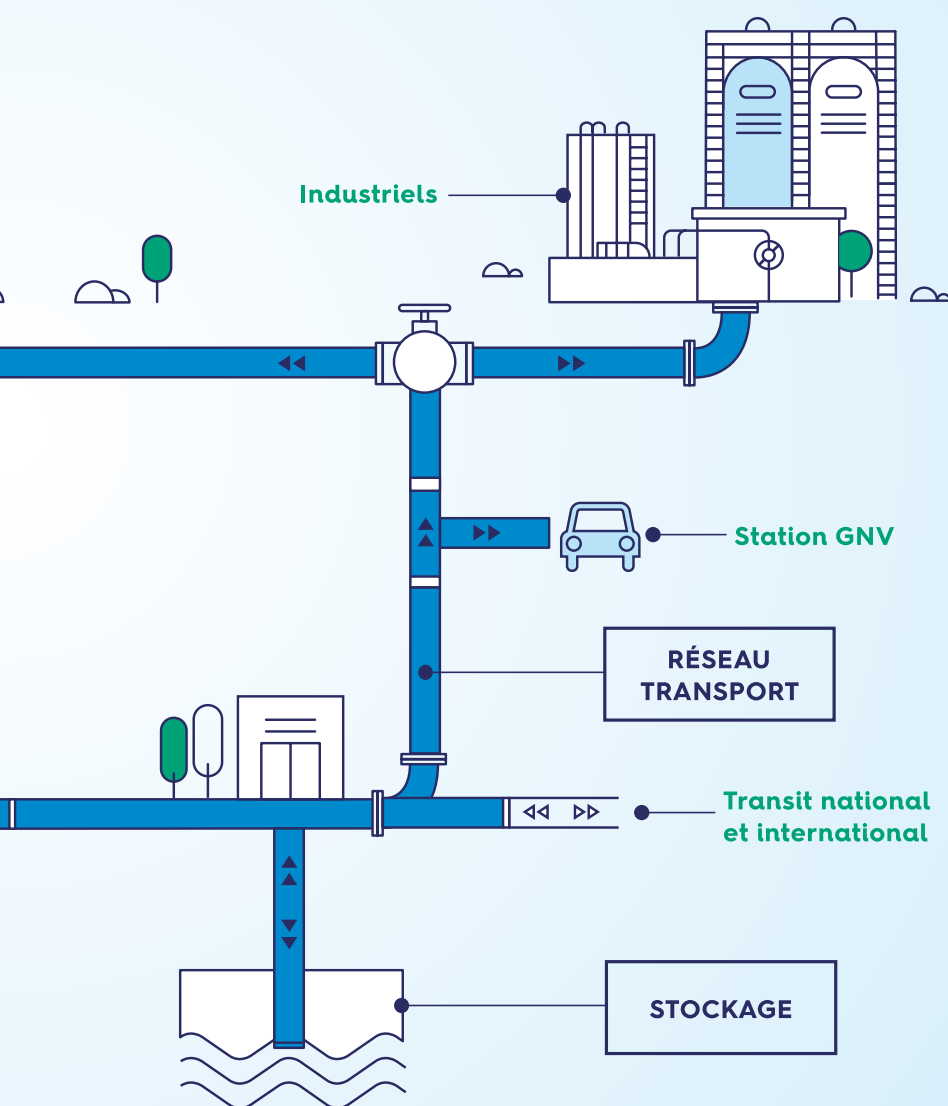 Industriels
Station GNV
RÉSEAU
TRANSPORT
Transit national
et international
STOCKAGE